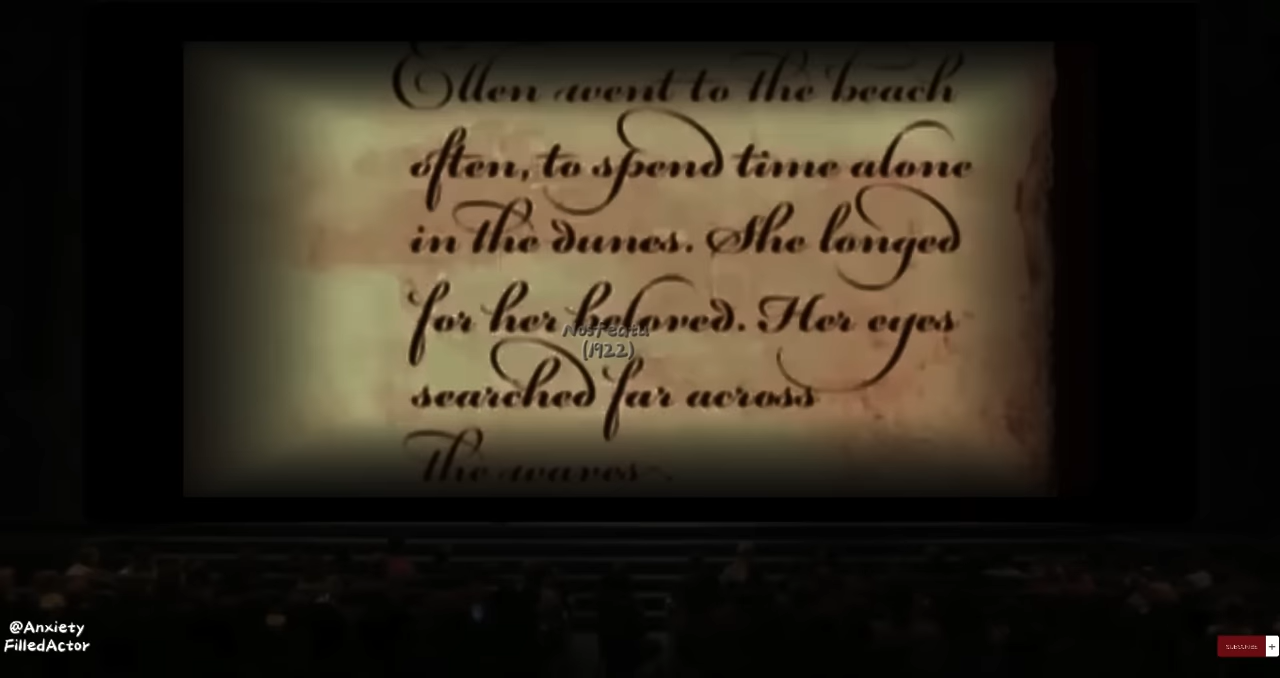 Ellen went to the beach
often, to spend time alone
in the dunes. She longed
for her beloved. Her eyes
searched far across
the waves
Nosferatu
(1922)
@Anxiety
FilledActor
SUBSCRIBE